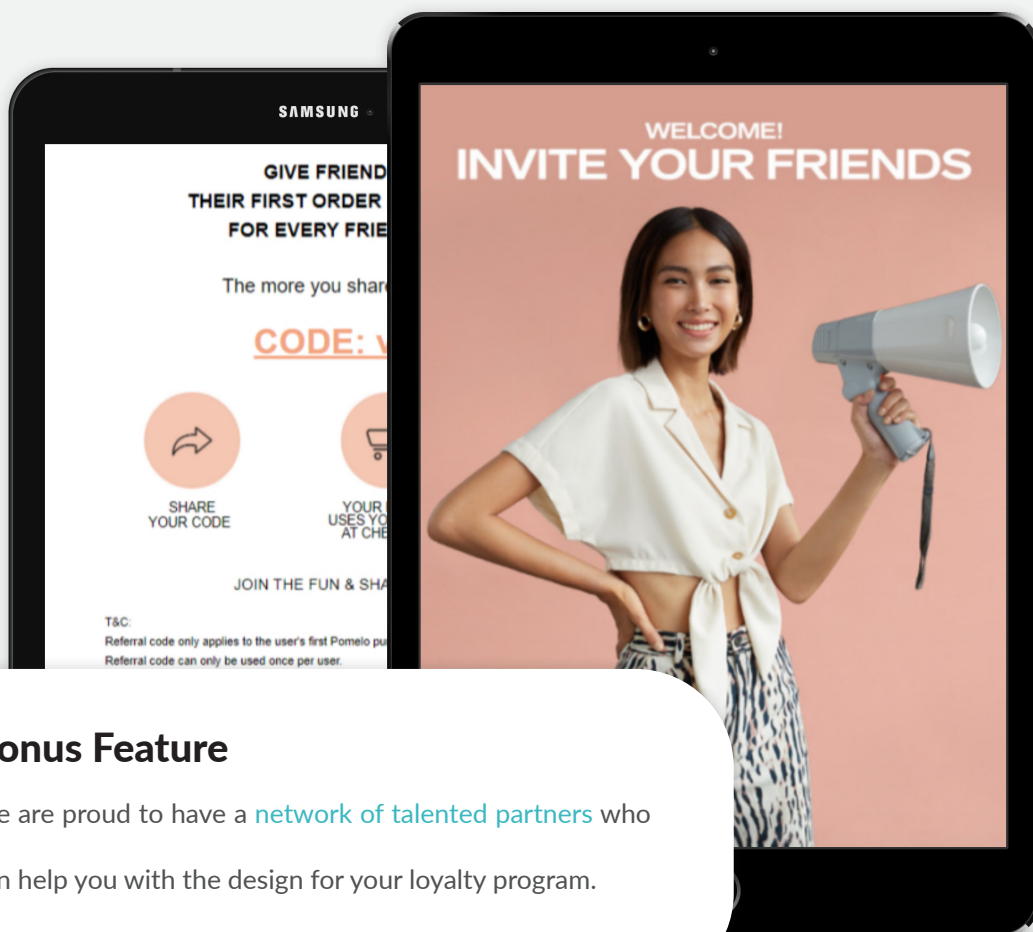 SAMSUNG
GIVE FRIEND
THEIR FIRST ORDER
FOR EVERY FRIE
The more you shar
CODE:
SHARE
YOUR CODE
YOUR
USES YO
AT CHE
JOIN THE FUN & SHA
T&C:
Referral code only applies to the user's first Pomelo pu
Referral code can only be used once per user.
WELCOME!
INVITE YOUR FRIENDS
onus Feature
e are proud to have a network of talented partners who
n help you with the design for your loyalty program.